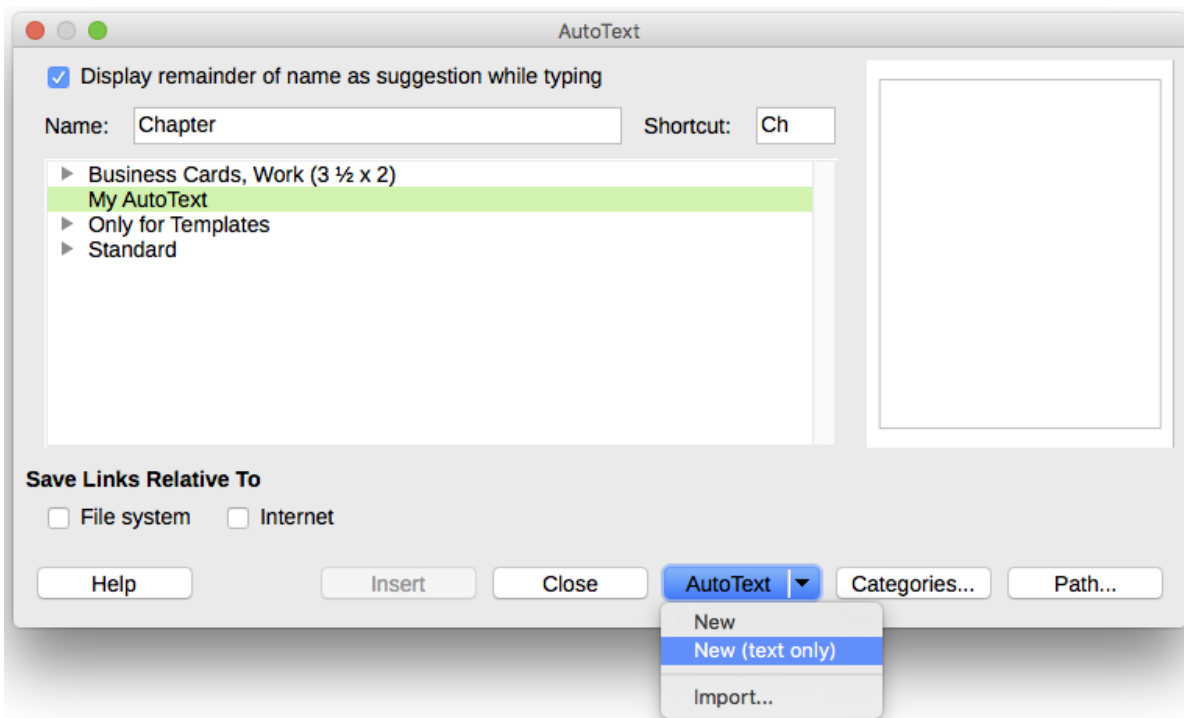 AutoText
Display remainder of name as suggestion while typing
Name: Chapter Shortcut: Ch
Business Cards, Work (3 ½ x 2)
My AutoText
Only for Templates
Standard
Save Links Relative To
File system Internet
Help Insert Close AutoText Categories... Path...
New
New (text only)
Import...